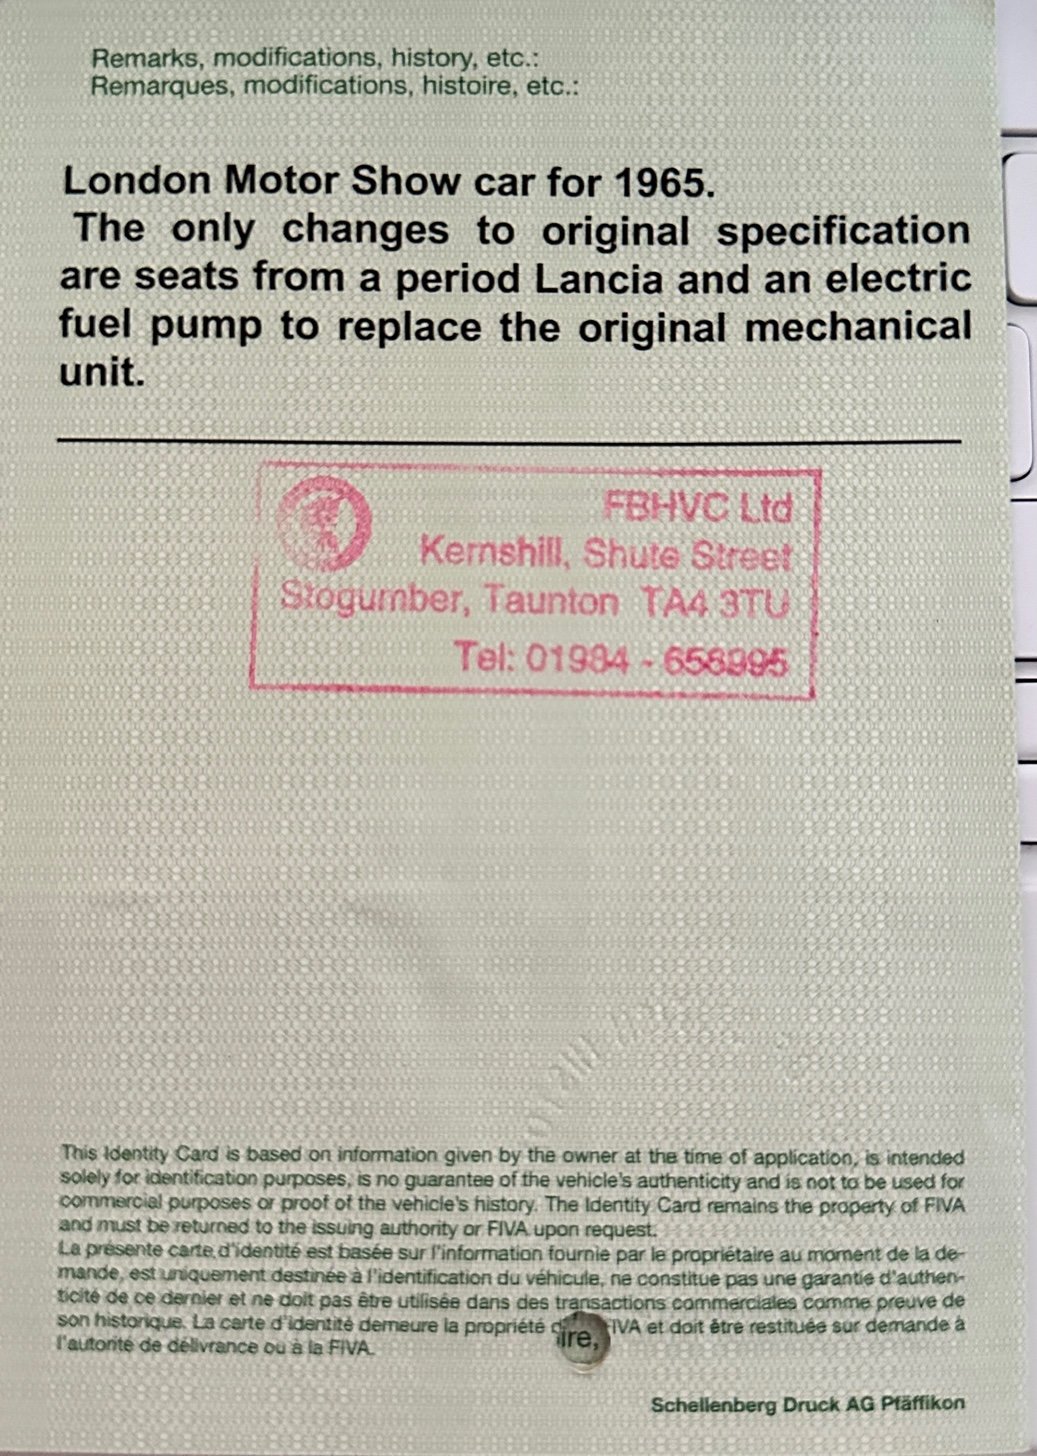 Remarks, modifications, history, etc.:
Remarques, modifications, histoire, etc.:
London Motor Show car for 1965.
The only changes to original specification
are seats from a period Lancia and an electric
fuel pump to replace the original mechanical
unit.
FBHVC Ltd
Kernshill, Shute Street
Stogumber, Taunton TA4 3TU
Tel: 01984 - 656995
This Identity Card is based on information given by the owner at the time of application, is intended
solely for identification purposes, is no guarantee of the vehicle's authenticity and is not to be used for
commercial purposes or proof of the vehicle's history. The Identity Card remains the property of FIVA
and must be returned to the issuing authority or FIVA upon request.
La présente carte d'identité est basée sur l'information fournie par le propriétaire au moment de la de-
mande, est uniquement destinée à l'identification du véhicule, ne constitue pas une garantie d'authen-
ticité de ce dernier et ne doit pas être utilisée dans des transactions commerciales comme preuve de
son historique. La carte d'identité demeure la propriété FIVA et doit être restituée sur demande à
l'autorité de délivrance ou à la FIVA.
ire,
Schellenberg Druck AG Pfäffikon